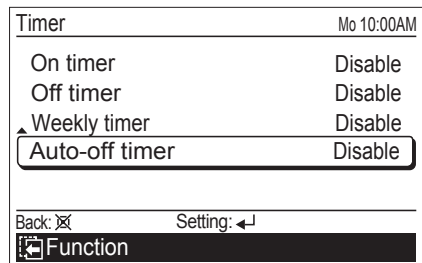 Timer Mo 10:00AM
On timer Disable
Off timer Disable
Weekly timer Disable
Auto-off timer Disable
Back: Setting:
Function